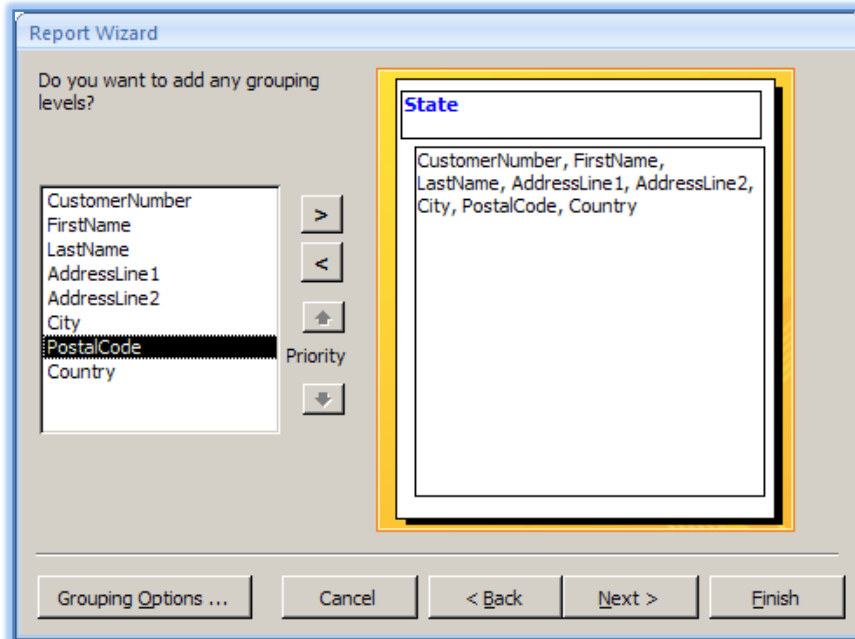 Report Wizard
Do you want to add any grouping
levels?
CustomerNumber
FirstName
LastName
AddressLine1
AddressLine2
City
PostalCode
Country
>
<
Priority
State
CustomerNumber, FirstName,
LastName, AddressLine1, AddressLine2,
City, PostalCode, Country
Grouping Options ...
Cancel
< Back
Next >
Finish